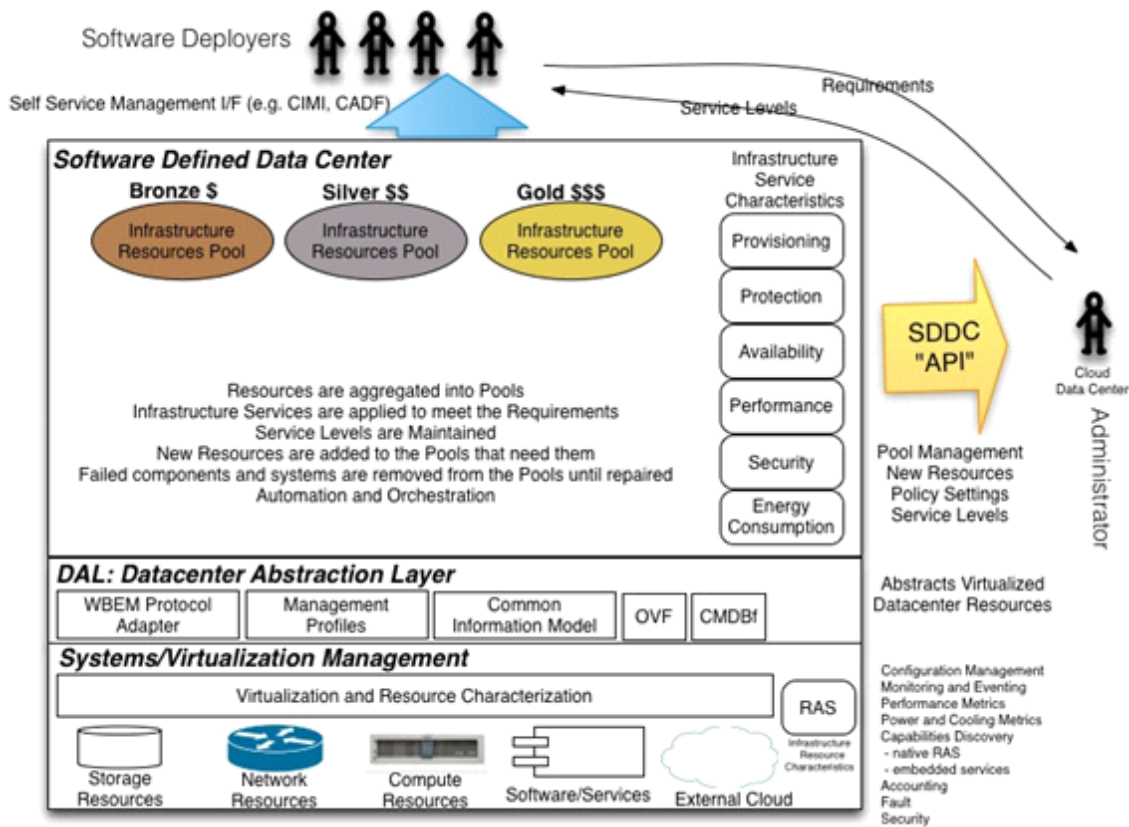 Software Deployers
Self Service Management I/F (e.g. CIMI, CADF)
Requirements
Service Levels
Software Defined Data Center
Bronze $
Silver $$
Gold $$$
Infrastructure
Resources Pool
Infrastructure
Resources Pool
Infrastructure
Resources Pool
Infrastructure
Service
Characteristics
Provisioning
Protection
Availability
Performance
Security
Energy
Consumption
Resources are aggregated into Pools
Infrastructure Services are applied to meet the Requirements
Service Levels are Maintained
New Resources are added to the Pools that need them
Failed components and systems are removed from the Pools until repaired
Automation and Orchestration
SDDC
"API"
Cloud
Data Center
Administrator
Pool Management
New Resources
Policy Settings
Service Levels
DAL: Datacenter Abstraction Layer
WBEM Protocol
Adapter
Management
Profiles
Common
Information Model
OVF
CMDBf
Abstracts Virtualized
Datacenter Resources
Systems/Virtualization Management
Virtualization and Resource Characterization
RAS
Infrastructure
Resource
Characteristics
Storage
Resources
Network
Resources
Compute
Resources
Software/Services
External Cloud
Configuration Management
Monitoring and Eventing
Performance Metrics
Power and Cooling Metrics
Capabilities Discovery
- native RAS
- embedded services
Accounting
Fault
Security